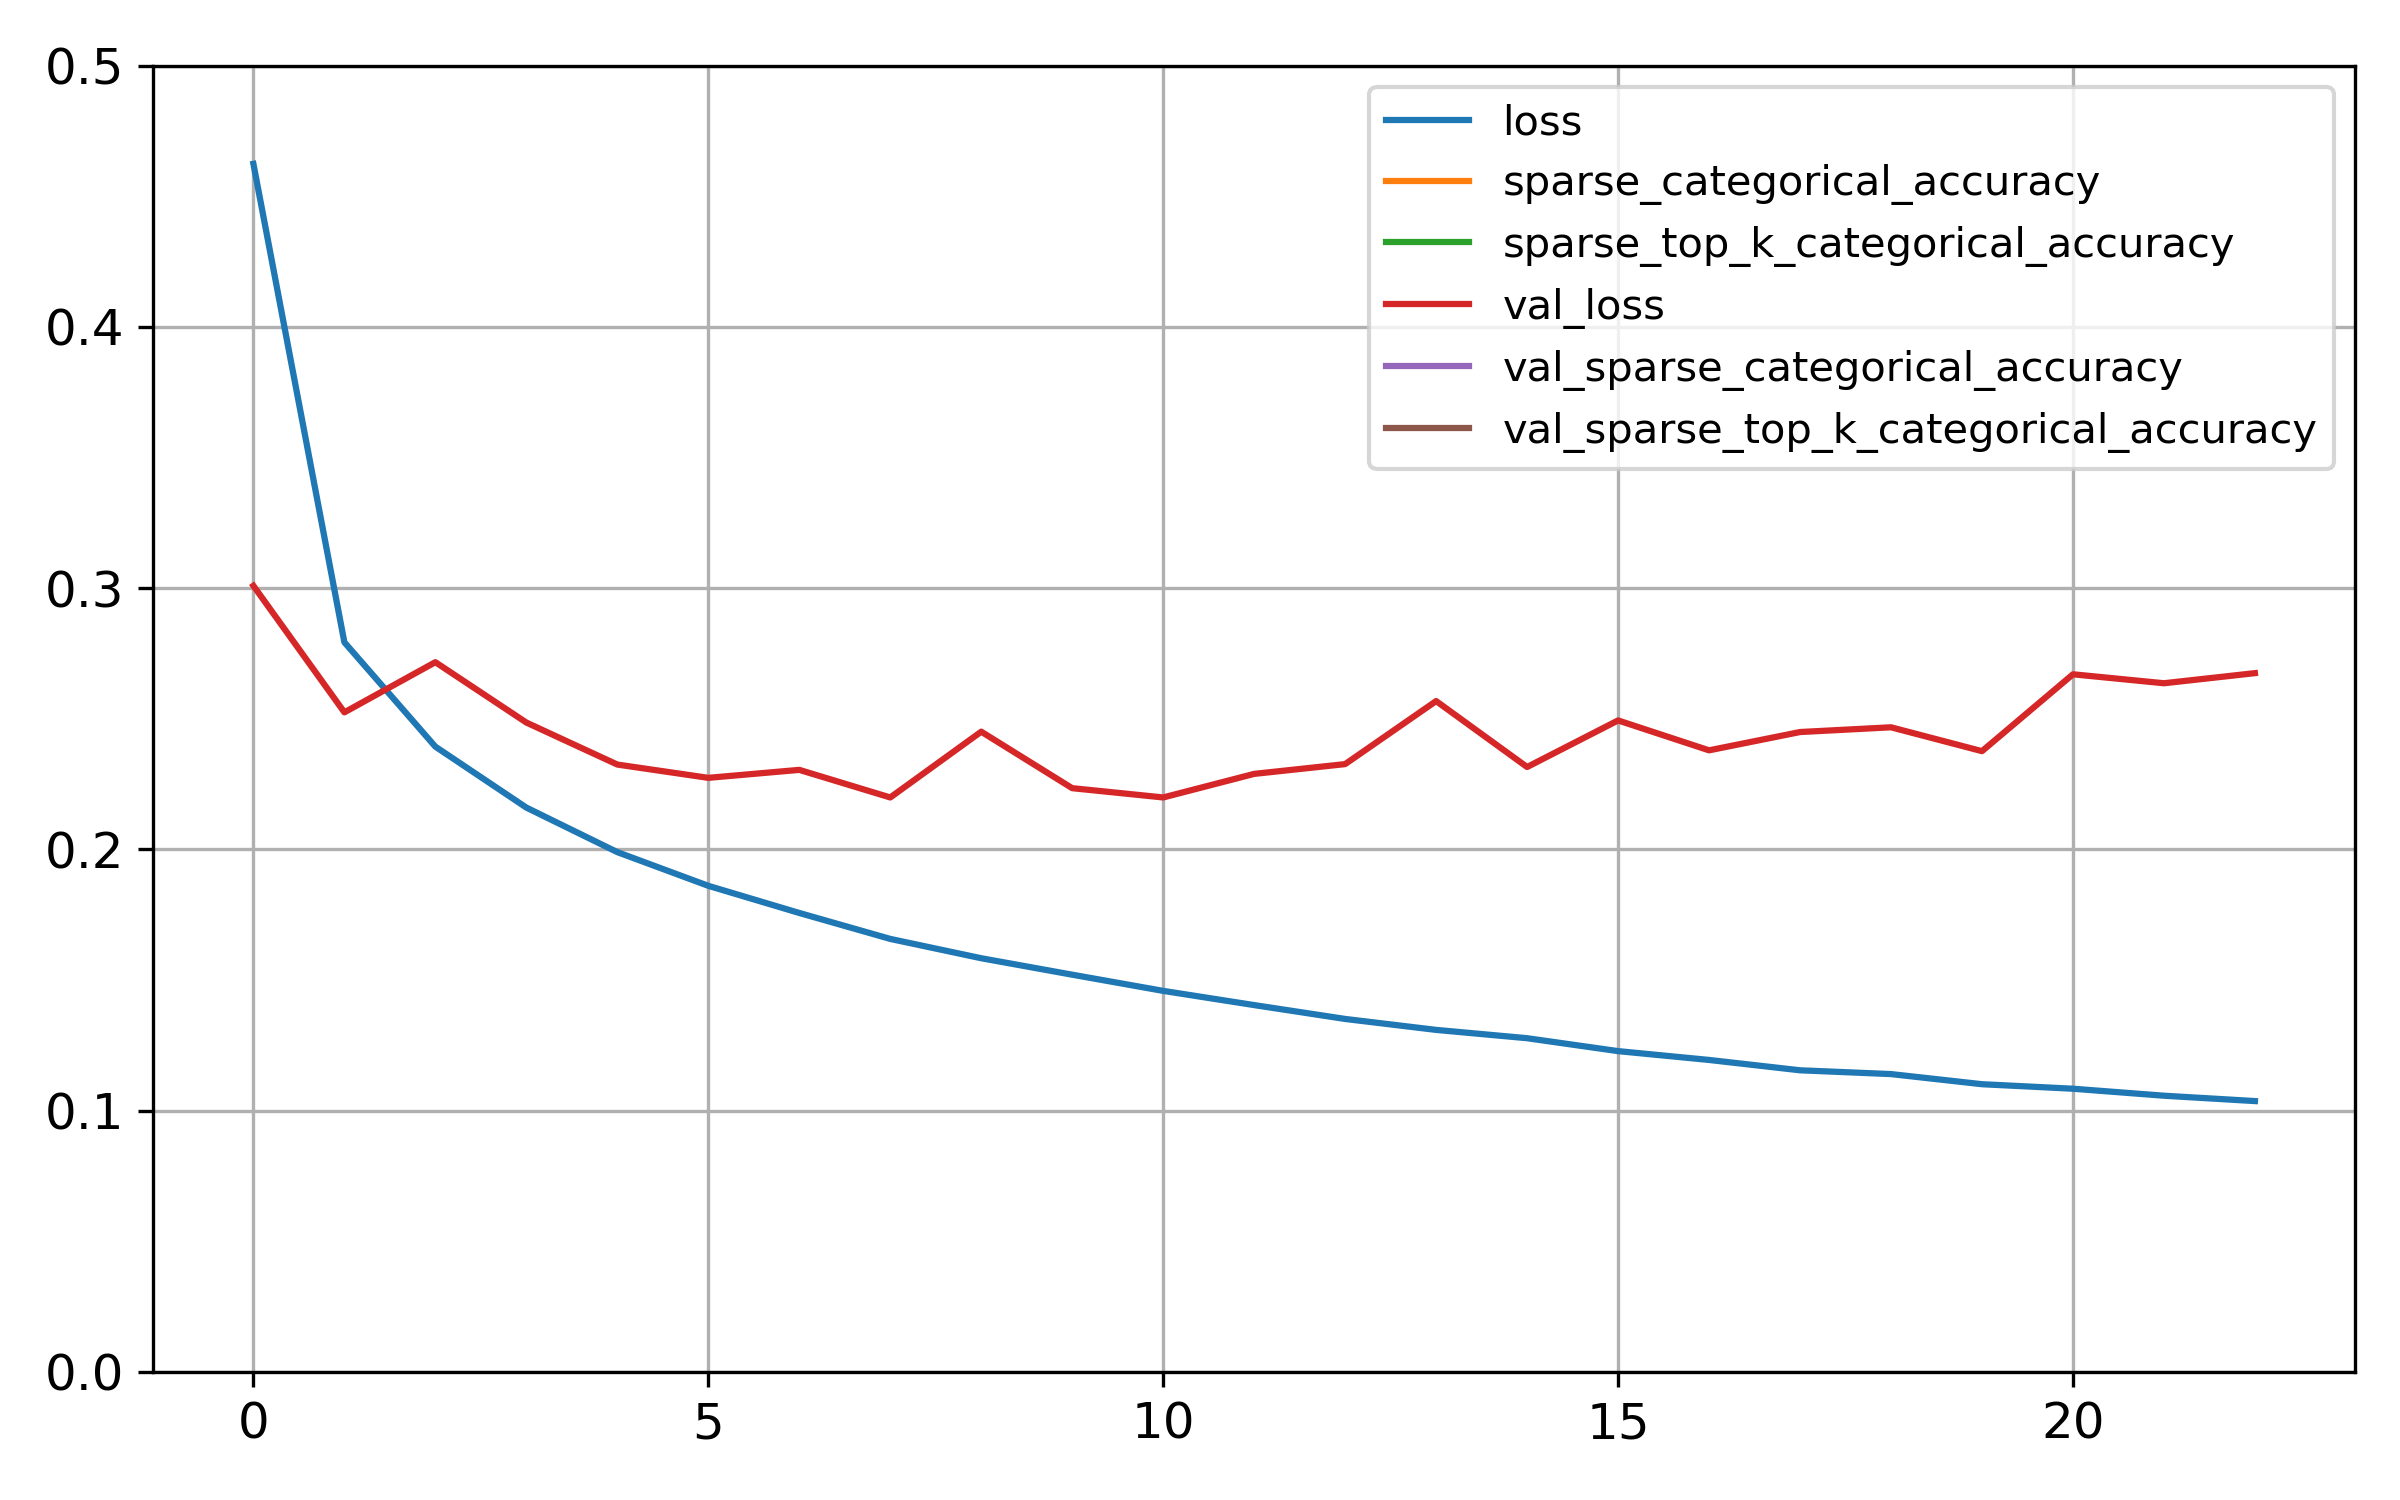 0.5
0.4
0.3
0.2
0.1
0.0
0 5 10 15 20
loss
sparse_categorical_accuracy
sparse_top_k_categorical_accuracy
val_loss
val_sparse_categorical_accuracy
val_sparse_top_k_categorical_accuracy